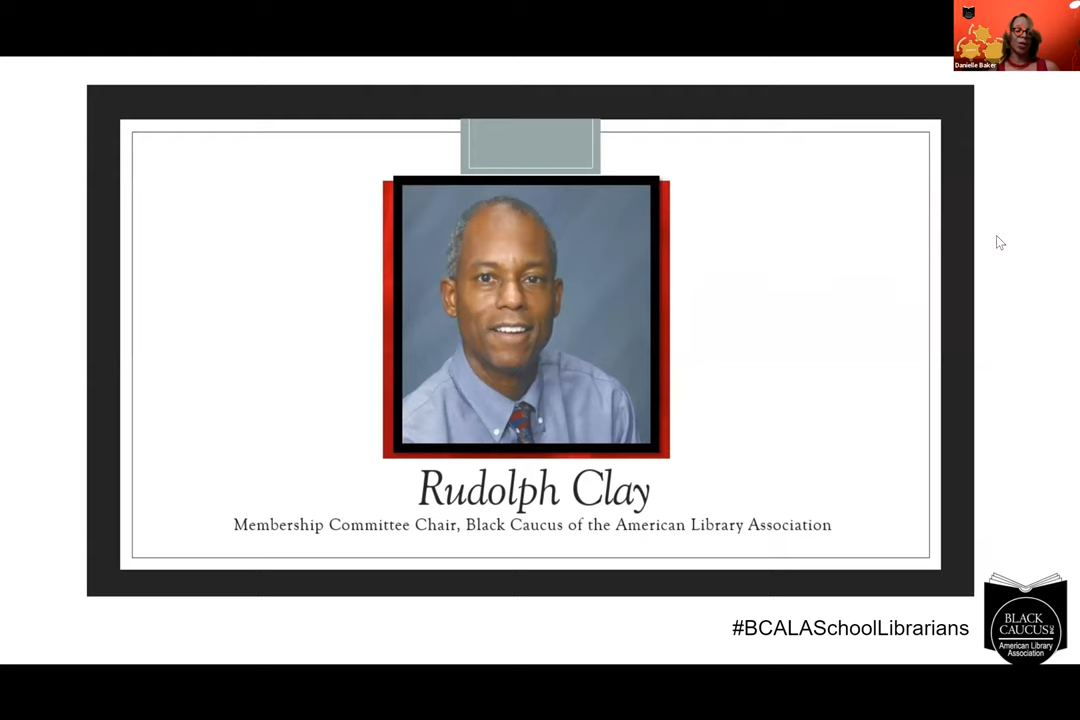 Danielle Baker
Rudolph Clay
Membership Committee Chair, Black Caucus of the American Library Association
#BCALASchoolLibrarians
BLACK
CAUCUS
American Library
Association